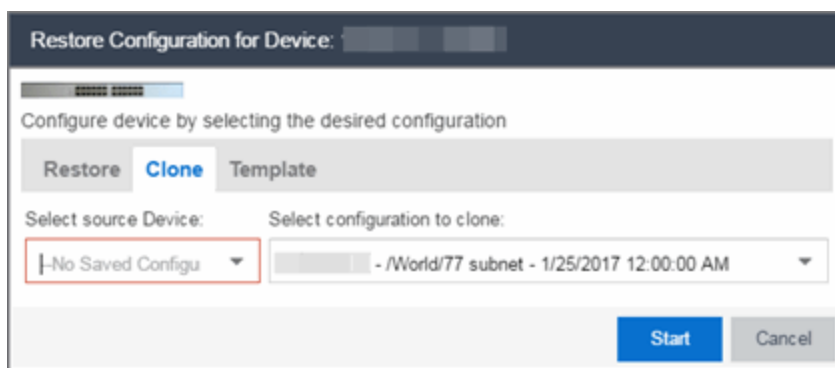 Restore Configuration for Device:
Configure device by selecting the desired configuration
Restore Clone Template
Select source Device: Select configuration to clone:
--No Saved Configu - /World/77 subnet - 1/25/2017 12:00:00 AM
Start Cancel